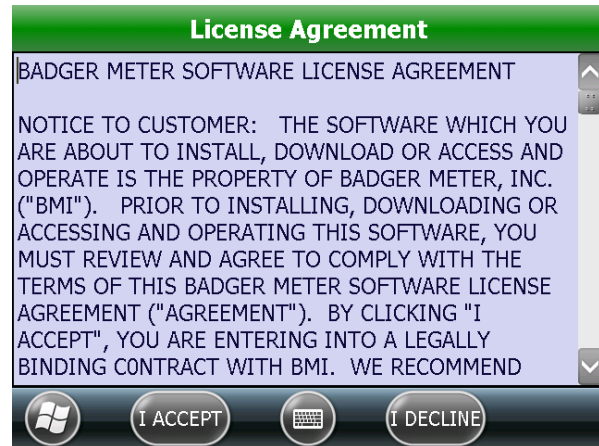 License Agreement
BADGER METER SOFTWARE LICENSE AGREEMENT
NOTICE TO CUSTOMER:   THE SOFTWARE WHICH YOU
ARE ABOUT TO INSTALL, DOWNLOAD OR ACCESS AND
OPERATE IS THE PROPERTY OF BADGER METER, INC.
("BMI").   PRIOR TO INSTALLING, DOWNLOADING OR
ACCESSING AND OPERATING THIS SOFTWARE, YOU
MUST REVIEW AND AGREE TO COMPLY WITH THE
TERMS OF THIS BADGER METER SOFTWARE LICENSE
AGREEMENT ("AGREEMENT").  BY CLICKING "I
ACCEPT", YOU ARE ENTERING INTO A LEGALLY
BINDING C0NTRACT WITH BMI.  WE RECOMMEND
I ACCEPT
I DECLINE